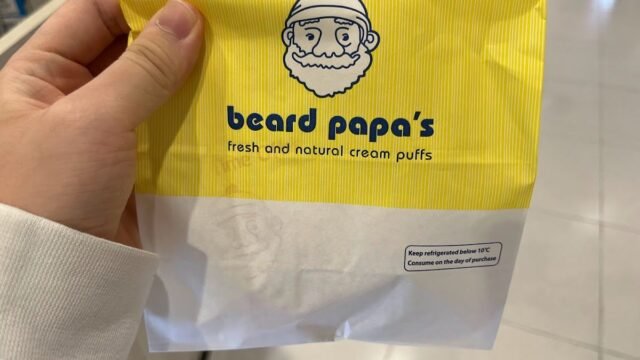 beard papa's
fresh and natural cream puffs
Keep refrigerated below 10°C
Consume on the day of purchase